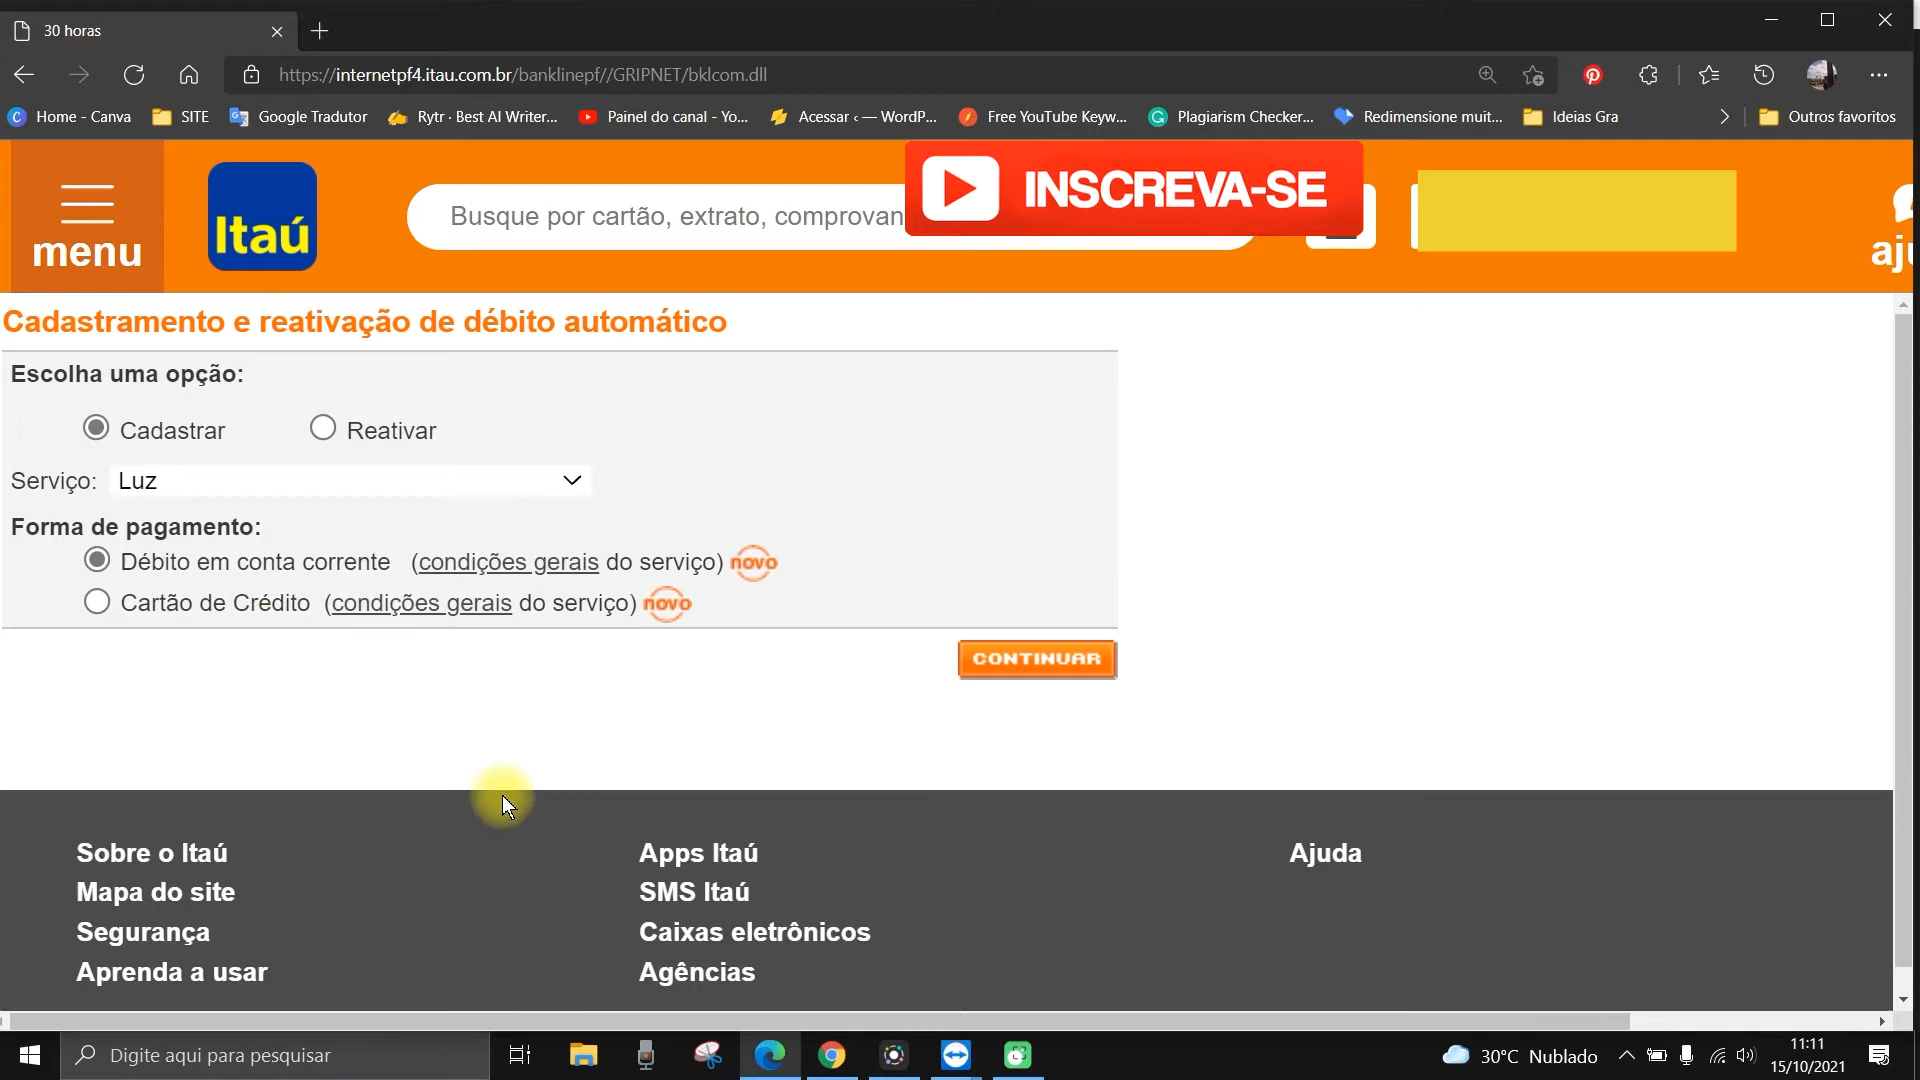 30 horas
https://internetpf4.itau.com.br/banklinepf//GRIPNET/bklcom.dll
Home - Canva
SITE
Google Tradutor
Rytr · Best AI Writer...
Painel do canal - Yo...
Acessar ‹ — WordP...
Free YouTube Keyw...
Plagiarism Checker...
Redimensione muit...
Ideias Gra
Outros favoritos
menu
Itaú
Busque por cartão, extrato, comprovan
INSCREVA-SE
aju
Cadastramento e reativação de débito automático
Escolha uma opção:
Cadastrar
Reativar
Serviço: Luz
Forma de pagamento:
Débito em conta corrente (condições gerais do serviço) novo
Cartão de Crédito (condições gerais do serviço) novo
CONTINUAR
Sobre o Itaú
Mapa do site
Segurança
Aprenda a usar
Apps Itaú
SMS Itaú
Caixas eletrônicos
Agências
Ajuda
Digite aqui para pesquisar
30°C Nublado
11:11
15/10/2021